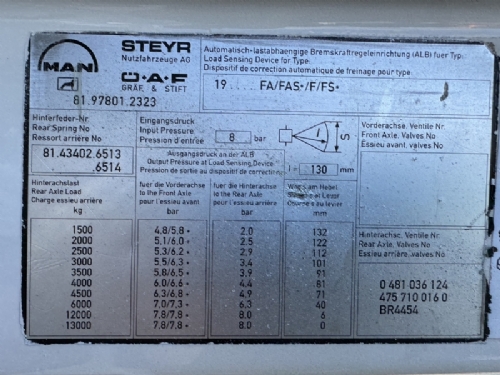 MAN
STEYR
Nutzfahrzeuge AG
ÖAF
GRÄF & STIFT
81.97801.2323
Automatisch-lastabhaengige Bremskraftregeleinrichtung (ALB) fuer Typ:
Load Sensing Device for Type:
Dispositif de correction automatique de freinage pour type:
19 .... FA/FAS*/F/FS*
Hinterfeder-Nr
Rear Spring No
Ressort arrière No
81.43402.6513
.6514
Eingangsdruck
Input Pressure
Pression d'entrée
8 bar
S
Ausgangsdruck an der ALB
Output Pressure at Load Sensing Device
Pression de sortie au dispositif de correction
l = 130 mm
Vorderachse. Ventile Nr
Front Axle, Valves No
Essieu avant, valves No
Hinterachslast
Rear Axle Load
Charge essieu arrière
kg
fuer die Vorderachse
to the Front Axle
pour l'essieu avant
bar
fuer die Hinterachse
to the Rear Axle
pour l'essieu arrière
bar
Weg s am Hebel
au levier
mm
1500 4,8/5,8* 2.0 132
2000 5,1/6,0* 2.5 122
2500 5,3/6,2* 2.9 112
3000 5,5/6,3* 3.4 101
3500 5,8/6,5* 3.9 91
4000 6,0/6,6* 4.4 81
4500 6,3/6,8* 4.9 71
6000 7,0/7,3* 6.3 40
12000 7,8/7,8* 8.0 6
13000 7,8/7,8* 8.0 0
Hinterachse. Ventile Nr
Rear Axle, Valves No
Essieu arrière, valves No
0 481 036 124
475 710 016 0
BR4454